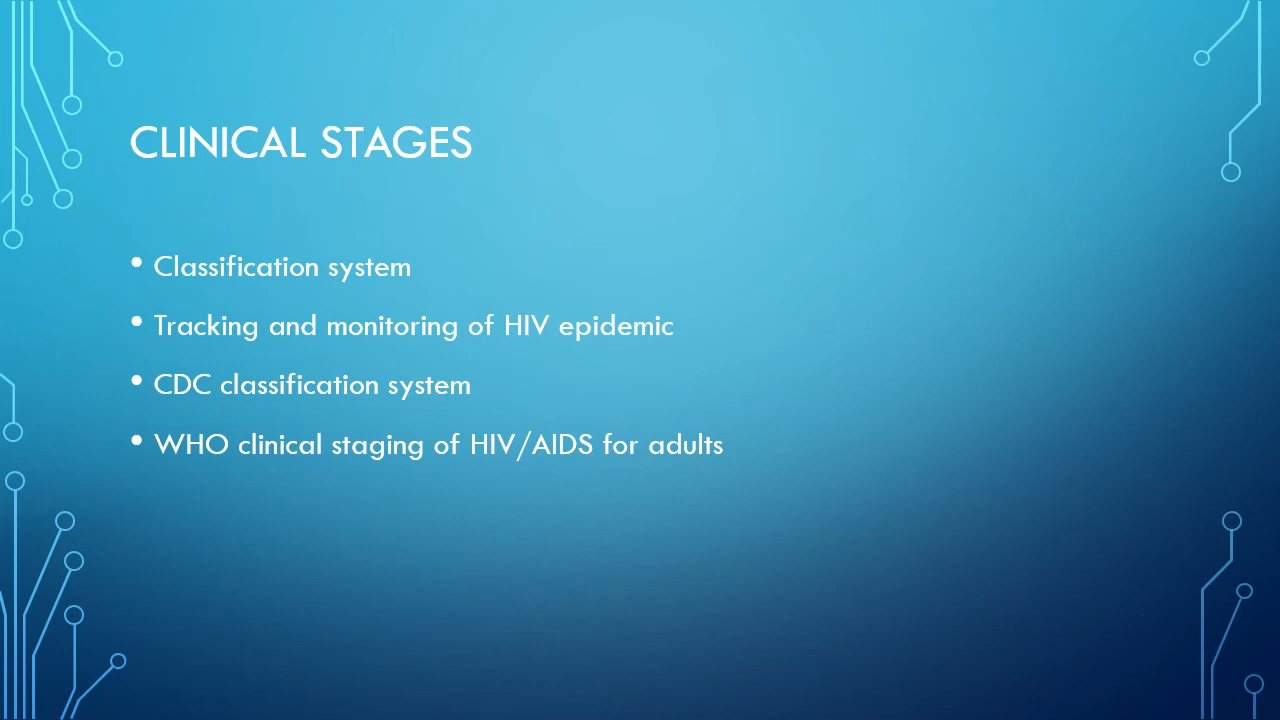 CLINICAL STAGES
• Classification system
• Tracking and monitoring of HIV epidemic
• CDC classification system
• WHO clinical staging of HIV/AIDS for adults